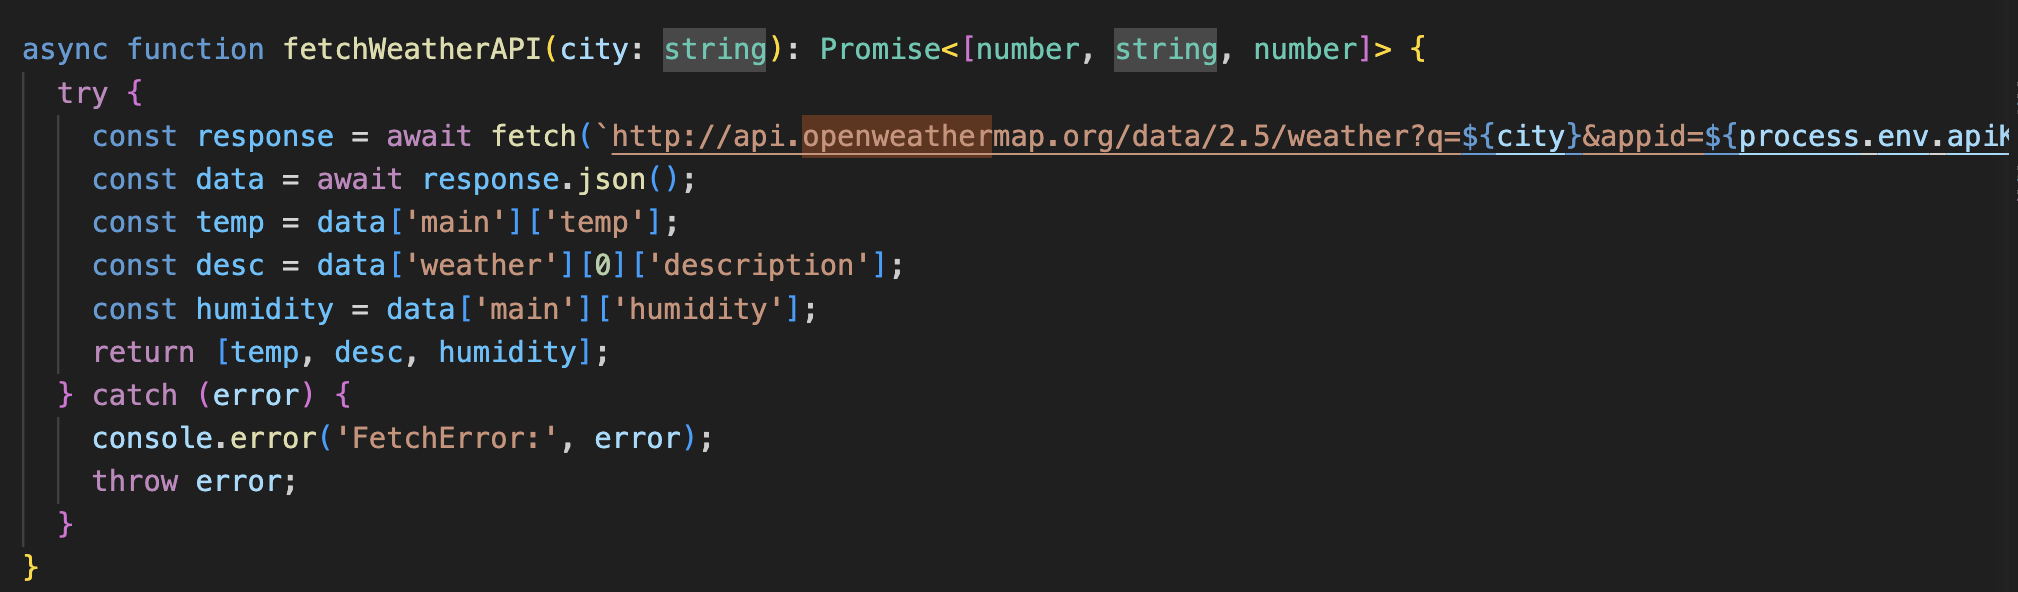 async function fetchWeatherAPI(city: string): Promise<[number, string, number]> {
try {
const response = await fetch(`http://api.openweathermap.org/data/2.5/weather?q=${city}&appid=${process.env.apiK
const data = await response.json();
const temp = data['main']['temp'];
const desc = data['weather'][0]['description'];
const humidity = data['main']['humidity'];
return [temp, desc, humidity];
} catch (error) {
console.error('FetchError:', error);
throw error;
}
}